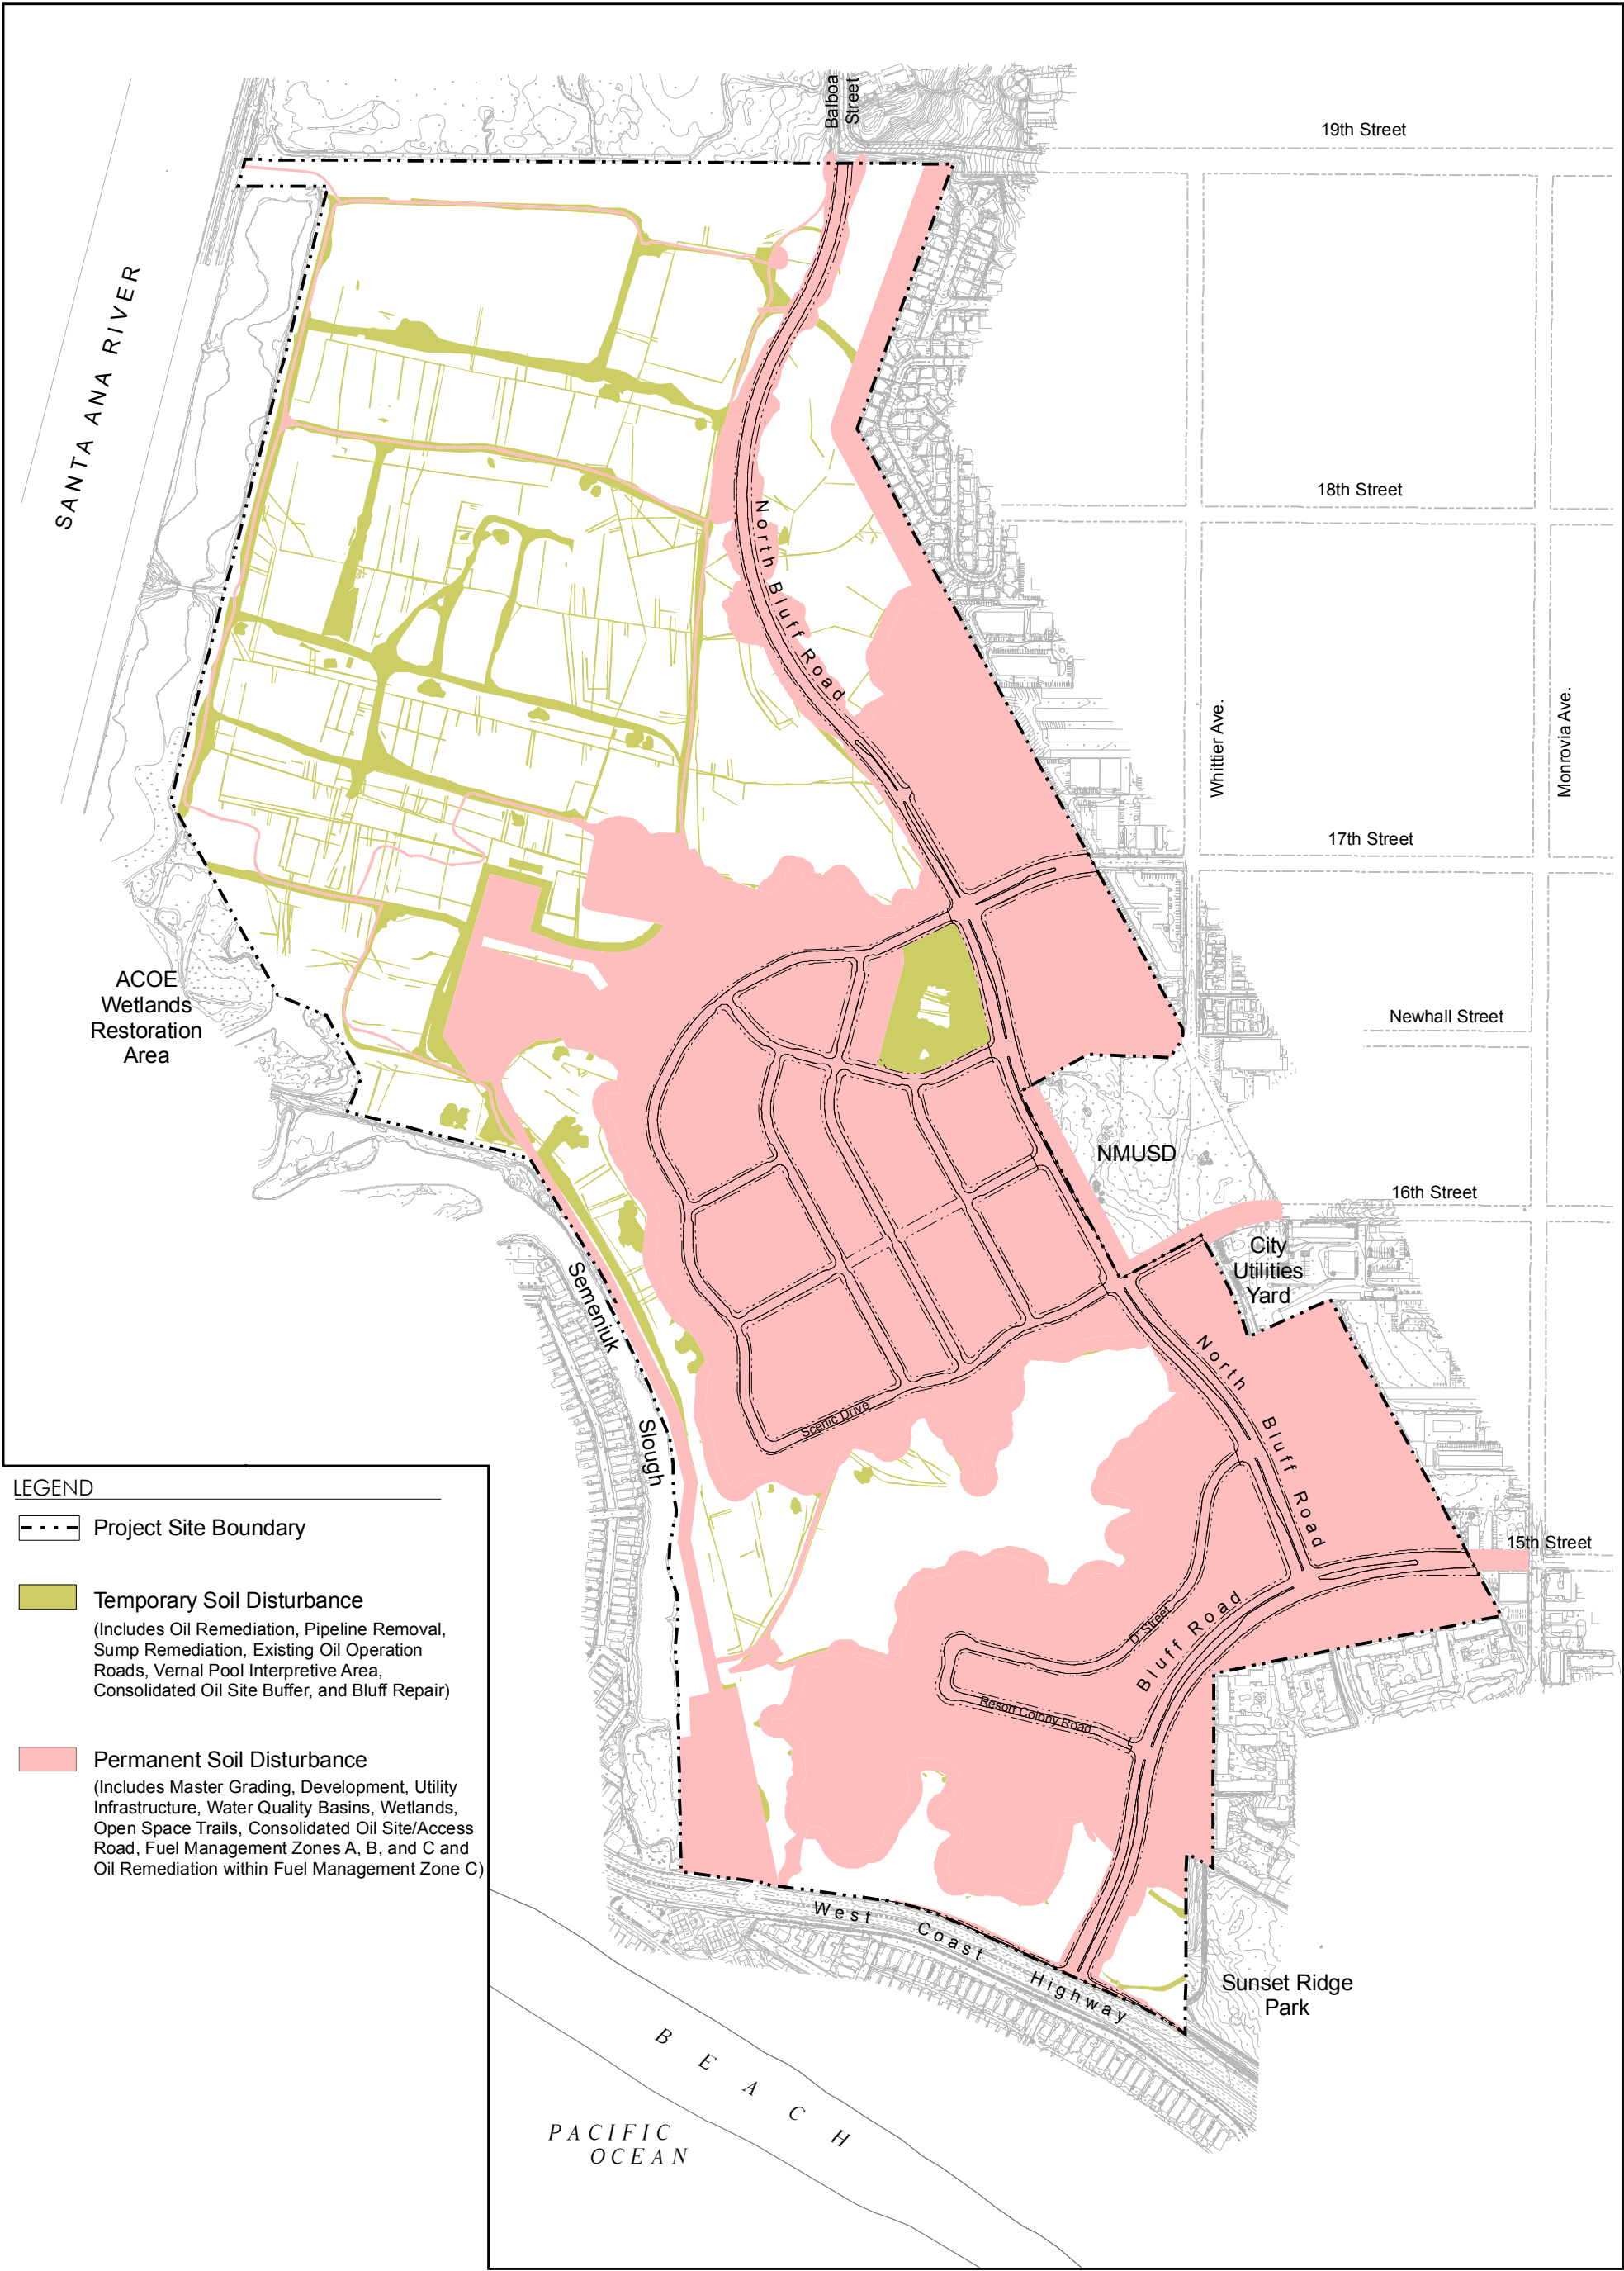 Balboa
Street
19th Street
SANTA ANA RIVER
18th Street
North Bluff Road
Whittier Ave.
Monrovia Ave.
17th Street
ACOE
Wetlands
Restoration
Area
Newhall Street
NMUSD
16th Street
City
Utilities
Yard
Semeniuk
Slough
North Bluff Road
Scenic Drive
15th Street
'D' Street
Bluff Road
Resort Colony Road
West Coast Highway
Sunset Ridge
Park
BEACH
PACIFIC
OCEAN
LEGEND
Project Site Boundary
Temporary Soil Disturbance
(Includes Oil Remediation, Pipeline Removal,
Sump Remediation, Existing Oil Operation
Roads, Vernal Pool Interpretive Area,
Consolidated Oil Site Buffer, and Bluff Repair)
Permanent Soil Disturbance
(Includes Master Grading, Development, Utility
Infrastructure, Water Quality Basins, Wetlands,
Open Space Trails, Consolidated Oil Site/Access
Road, Fuel Management Zones A, B, and C and
Oil Remediation within Fuel Management Zone C)